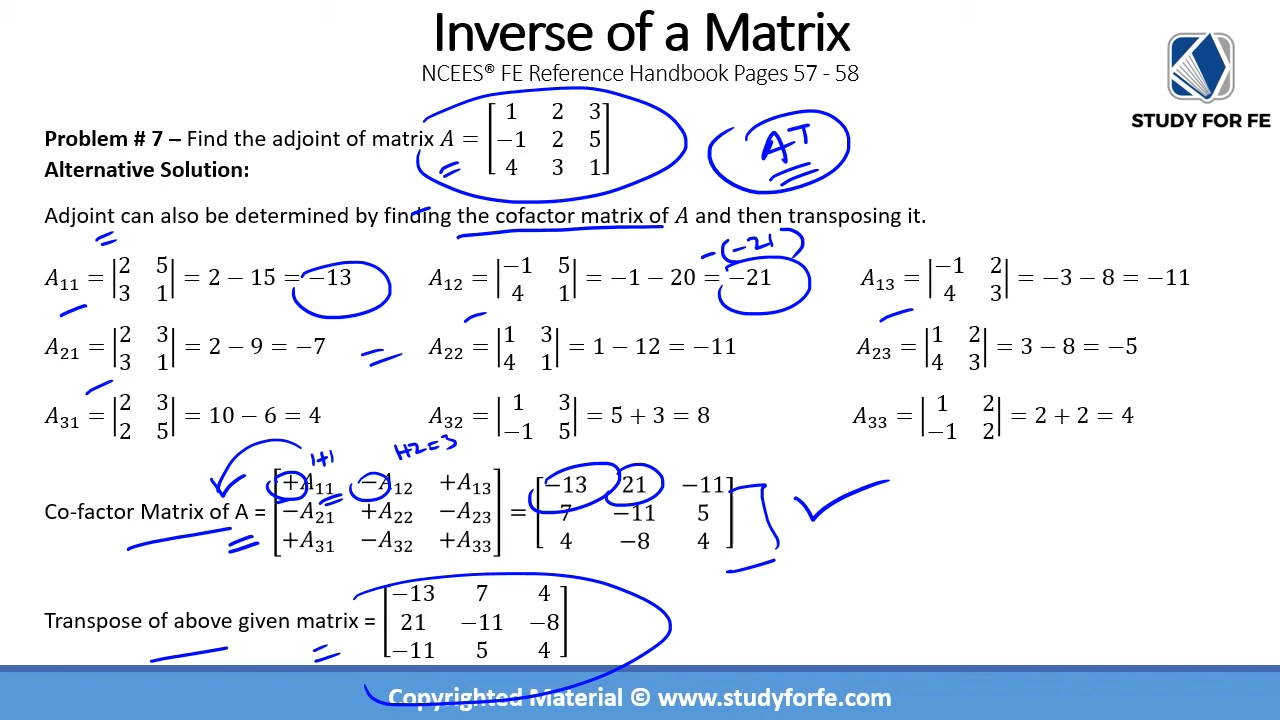 Inverse of a Matrix
NCEES® FE Reference Handbook Pages 57 - 58
STUDY FOR FE
Problem # 7 – Find the adjoint of matrix A = [1 2 3; −1 2 5; 4 3 1]
Aᵀ
Alternative Solution:
Adjoint can also be determined by finding the cofactor matrix of A and then transposing it.
−(−21)
A₁₁ = |2 5; 3 1| = 2 − 15 = −13 A₁₂ = |−1 5; 4 1| = −1 − 20 = −21 A₁₃ = |−1 2; 4 3| = −3 − 8 = −11
A₂₁ = |2 3; 3 1| = 2 − 9 = −7 A₂₂ = |1 3; 4 1| = 1 − 12 = −11 A₂₃ = |1 2; 4 3| = 3 − 8 = −5
A₃₁ = |2 3; 2 5| = 10 − 6 = 4 A₃₂ = |1 3; −1 5| = 5 + 3 = 8 A₃₃ = |1 2; −1 2| = 2 + 2 = 4
1+1 1+2=3
Co-factor Matrix of A = [+A₁₁ −A₁₂ +A₁₃; −A₂₁ +A₂₂ −A₂₃; +A₃₁ −A₃₂ +A₃₃] = [−13 21 −11; 7 −11 5; 4 −8 4]
Transpose of above given matrix = [−13 7 4; 21 −11 −8; −11 5 4]
Copyrighted Material © www.studyforfe.com